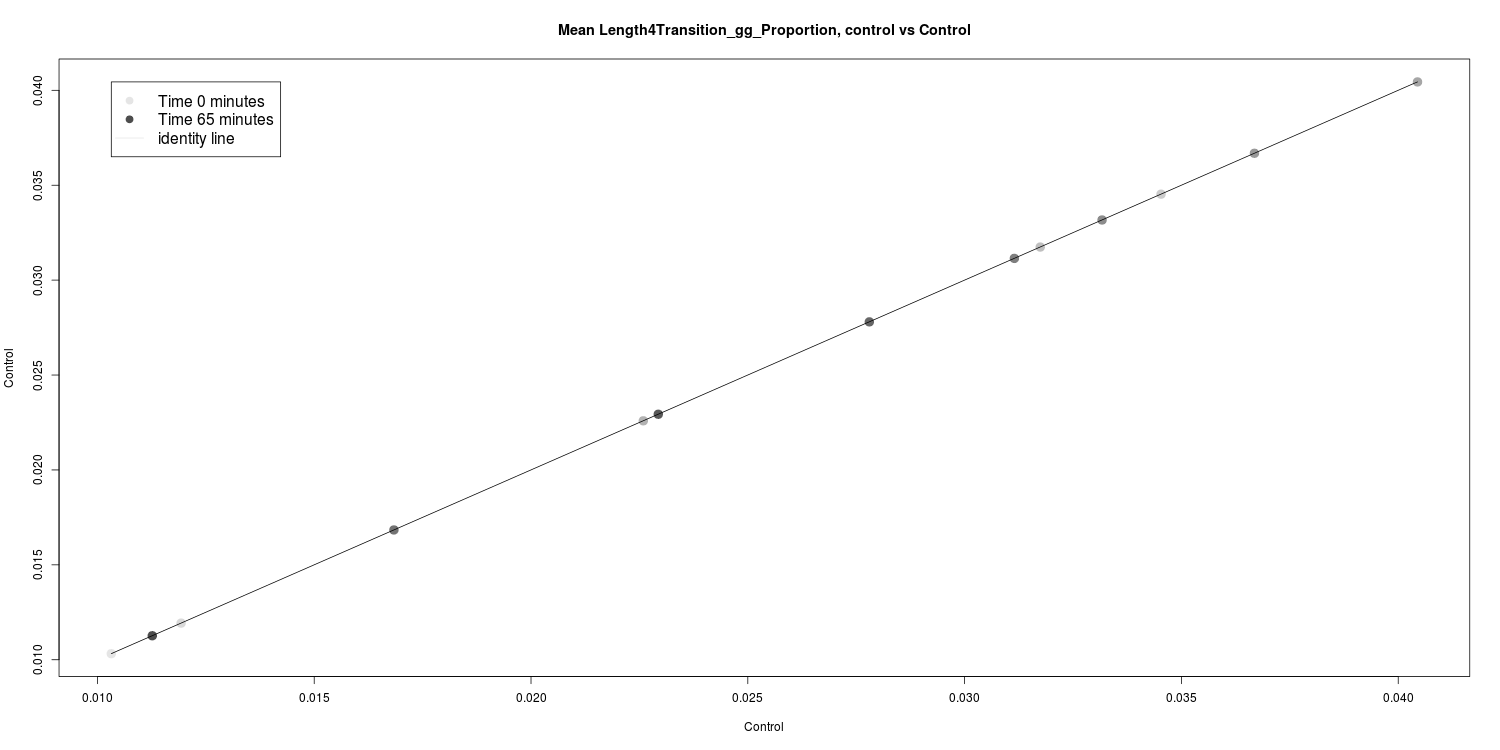 Mean Length4Transition_gg_Proportion, control vs Control
Time 0 minutes
Time 65 minutes
identity line
0.040
0.035
0.030
0.025
0.020
0.015
0.010
Control
0.010 0.015 0.020 0.025 0.030 0.035 0.040
Control